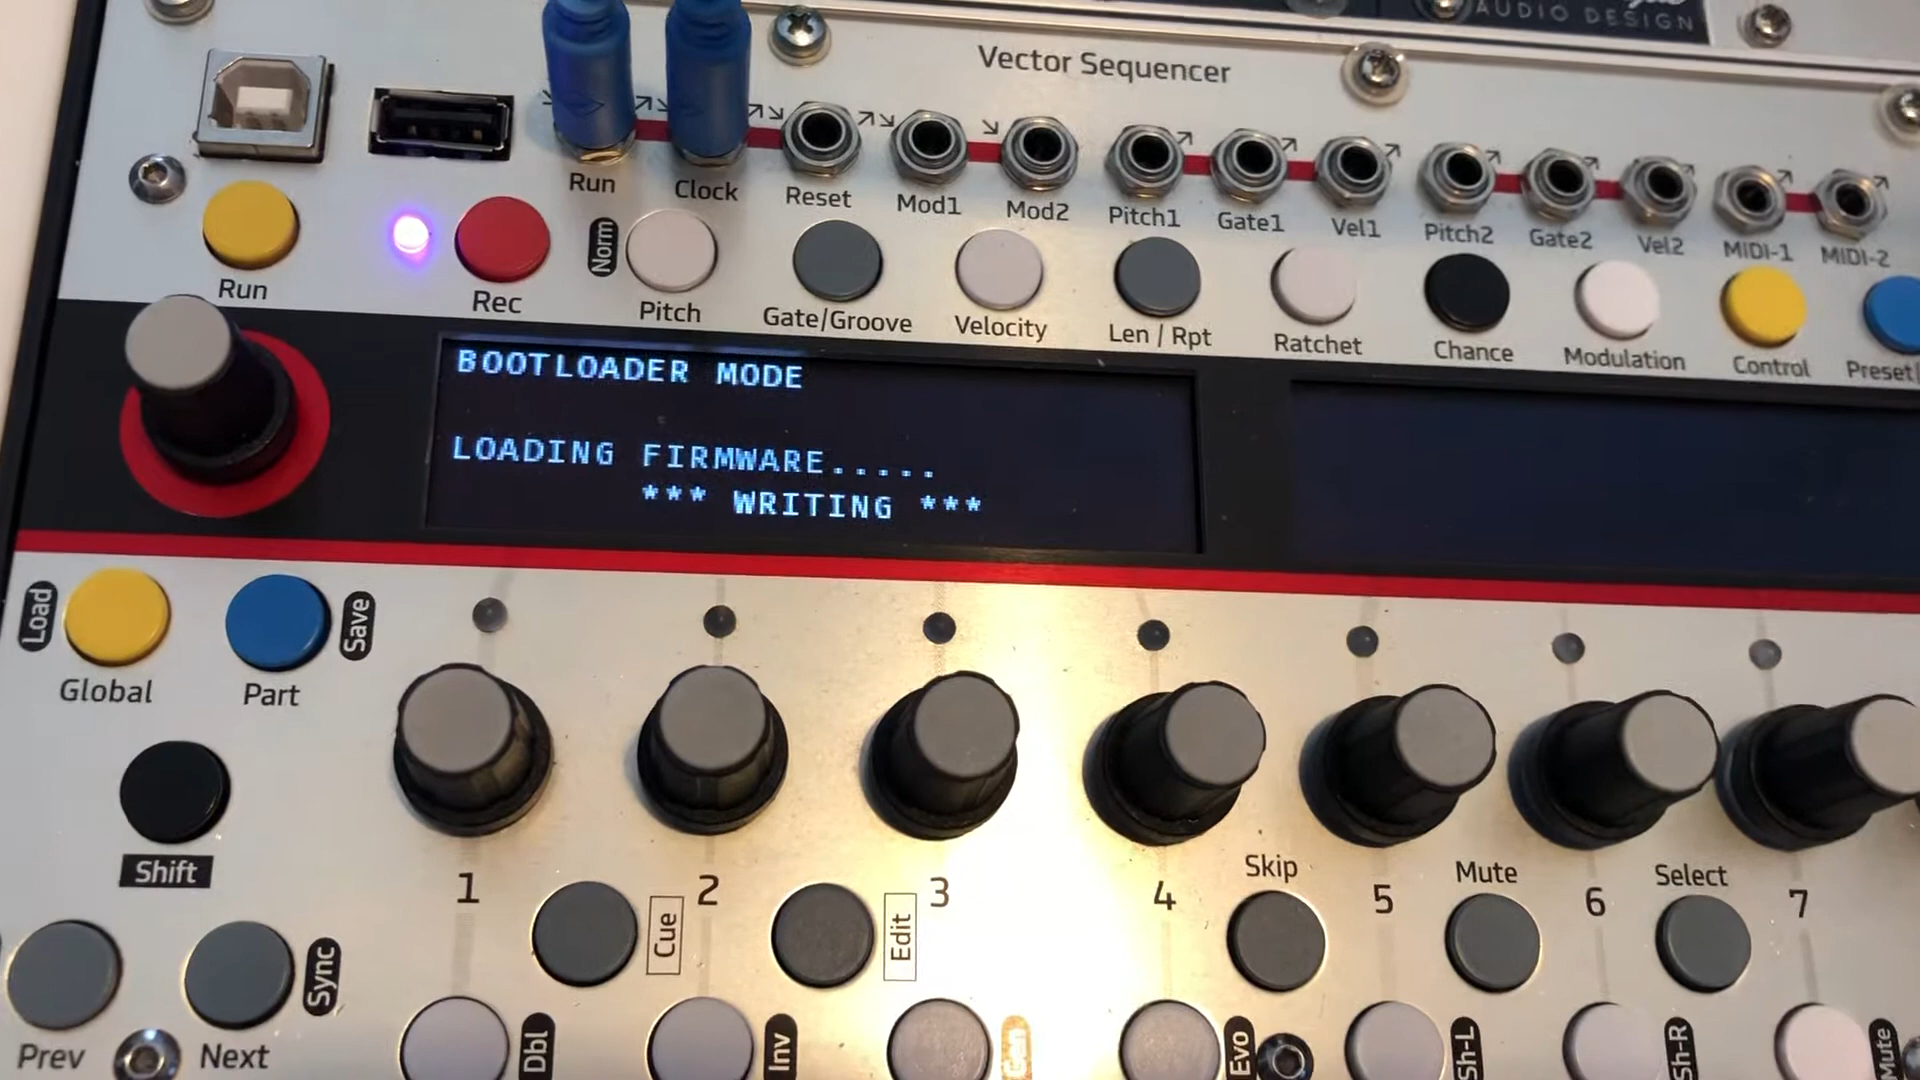 AUDIO DESIGN
Vector Sequencer
Run
Clock
Reset
Mod1
Mod2
Pitch1
Gate1
Vel1
Pitch2
Gate2
Vel2
MIDI-1
MIDI-2
Run
Rec
Norm
Pitch
Gate/Groove
Velocity
Len / Rpt
Ratchet
Chance
Modulation
Control
Preset/
BOOTLOADER MODE
LOADING FIRMWARE.....
*** WRITING ***
Load
Global
Part
Save
Shift
1
2
3
4
5
6
7
Skip
Mute
Select
Cue
Edit
Sync
Prev
Next
Dbl
Inv
Gen
Evo
Sh-L
Sh-R
Mute